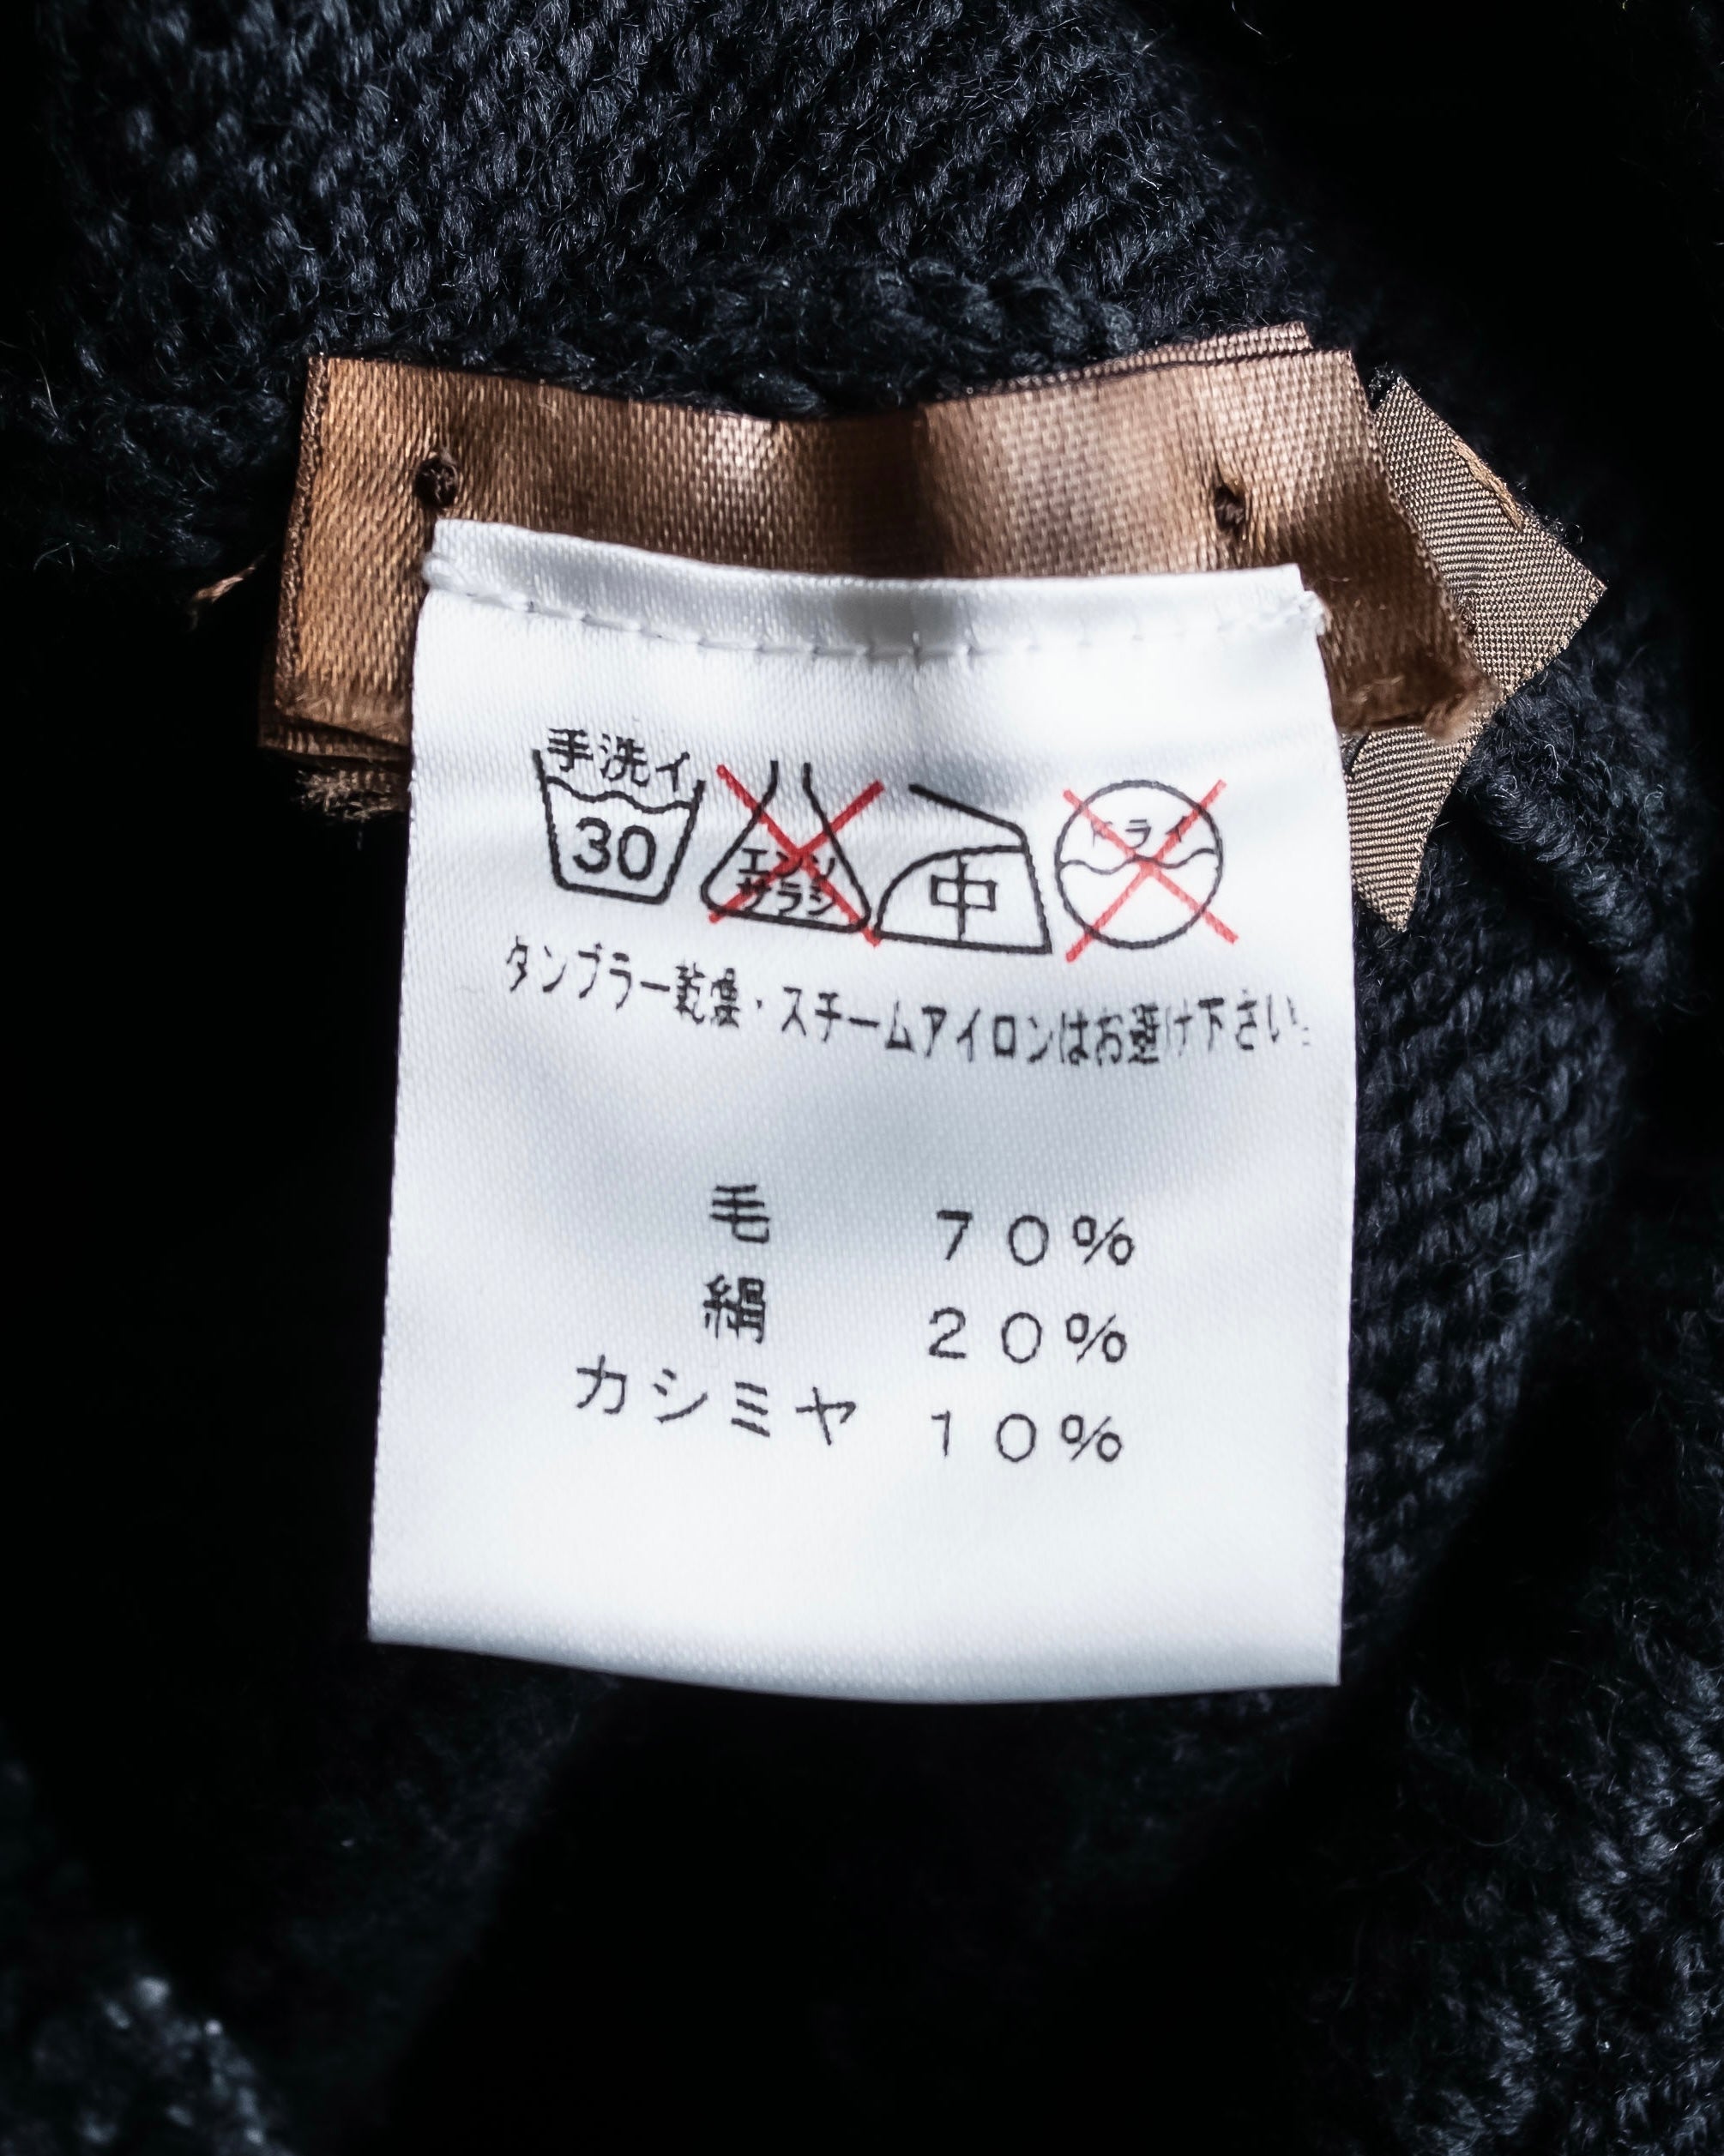 手洗イ
30
エンソ
サラシ
中
ドライ
タンブラー乾燥・スチームアイロンはお避け下さい。
毛 70%
絹 20%
カシミヤ 10%